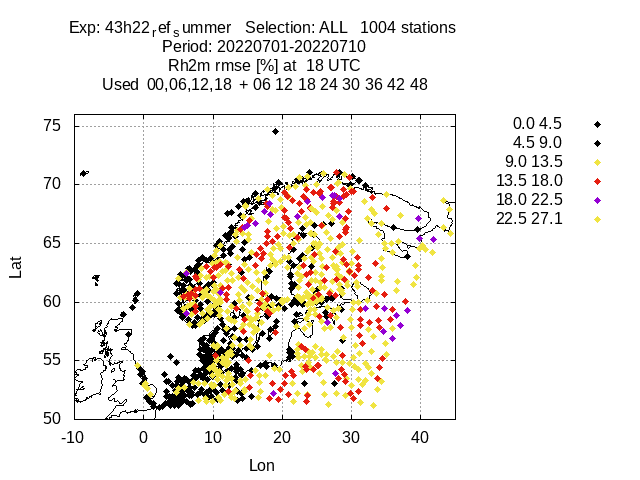 Exp: 43h22refsummer Selection: ALL 1004 stations
Period: 20220701-20220710
Rh2m rmse [%] at 18 UTC
Used 00,06,12,18 + 06 12 18 24 30 36 42 48
0.0 4.5
4.5 9.0
9.0 13.5
13.5 18.0
18.0 22.5
22.5 27.1
75
70
65
60
55
50
Lat
-10 0 10 20 30 40
Lon